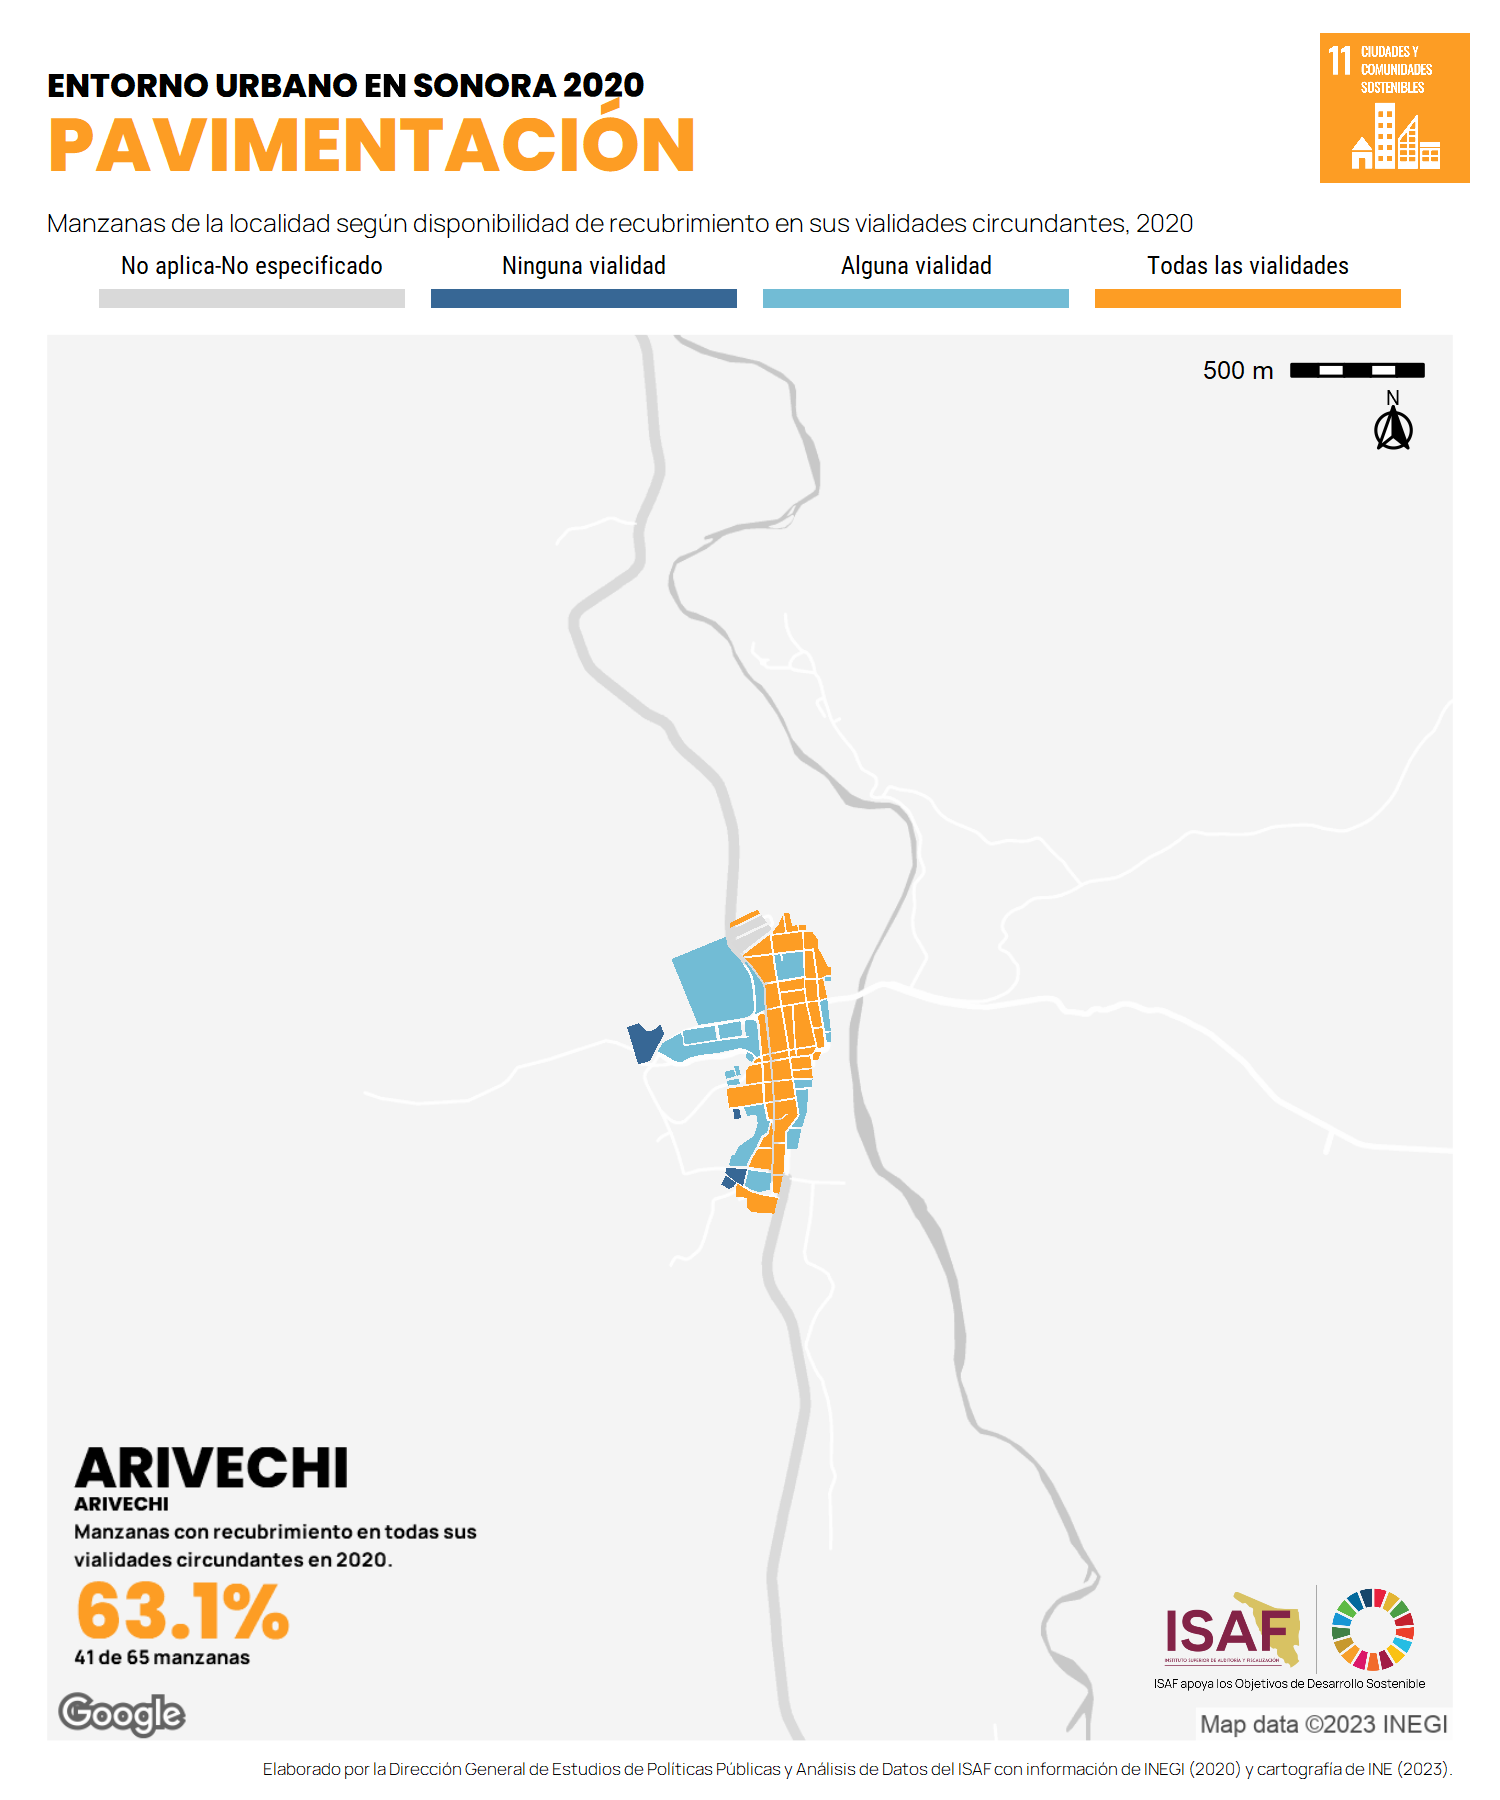 ENTORNO URBANO EN SONORA 2020
PAVIMENTACIÓN
11 CIUDADES Y
COMUNIDADES
SOSTENIBLES
Manzanas de la localidad según disponibilidad de recubrimiento en sus vialidades circundantes, 2020
No aplica-No especificado Ninguna vialidad Alguna vialidad Todas las vialidades
500 m
N
ARIVECHI
ARIVECHI
Manzanas con recubrimiento en todas sus
vialidades circundantes en 2020.
63.1%
41 de 65 manzanas
ISAF
INSTITUTO SUPERIOR DE AUDITORÍA Y FISCALIZACIÓN
ISAF apoya los Objetivos de Desarrollo Sostenible
Google
Map data ©2023 INEGI
Elaborado por la Dirección General de Estudios de Políticas Públicas y Análisis de Datos del ISAF con información de INEGI (2020) y cartografía de INE (2023).